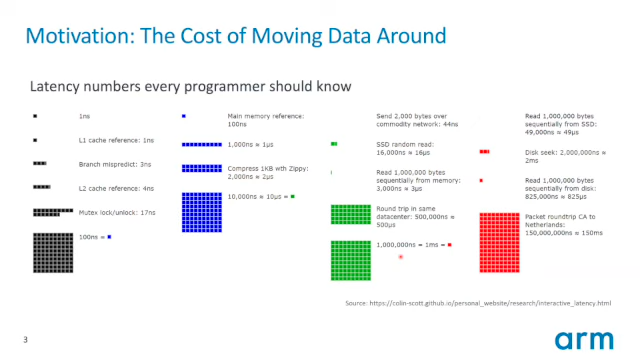 Motivation: The Cost of Moving Data Around
Latency numbers every programmer should know
1ns
L1 cache reference: 1ns
Branch mispredict: 3ns
L2 cache reference: 4ns
Mutex lock/unlock: 17ns
100ns =
Main memory reference:
100ns
1,000ns ≈ 1μs
Compress 1KB wth Zippy:
2,000ns ≈ 2μs
10,000ns ≈ 10μs =
Send 2,000 bytes over
commodity network: 44ns
SSD random read:
16,000ns ≈ 16μs
Read 1,000,000 bytes
sequentially from memory:
3,000ns ≈ 3μs
Round trip in same
datacenter: 500,000ns ≈
500μs
1,000,000ns = 1ms =
Read 1,000,000 bytes
sequentially from SSD:
49,000ns ≈ 49μs
Disk seek: 2,000,000ns ≈
2ms
Read 1,000,000 bytes
sequentially from disk:
825,000ns ≈ 825μs
Packet roundtrip CA to
Netherlands:
150,000,000ns ≈ 150ms
Source: https://colin-scott.github.io/personal_website/research/interactive_latency.html
3
arm